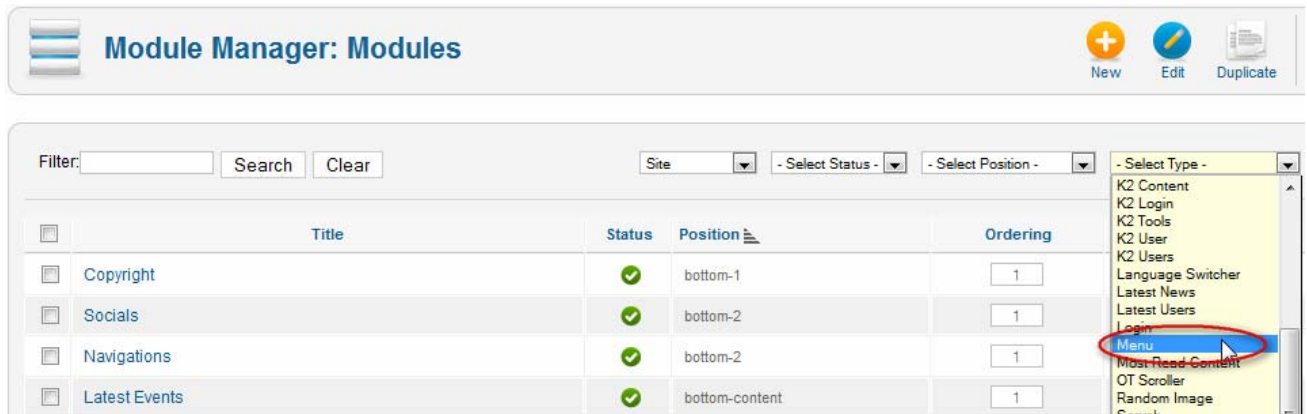 Module Manager: Modules
New Edit Duplicate
Filter: Search Clear Site - Select Status - - Select Position - - Select Type -
K2 Content
K2 Login
K2 Tools
K2 User
K2 Users
Language Switcher
Latest News
Latest Users
Login
Menu
Most Read Content
OT Scroller
Random Image
Search
Title Status Position Ordering
Copyright bottom-1 1
Socials bottom-2 1
Navigations bottom-2 1
Latest Events bottom-content 1